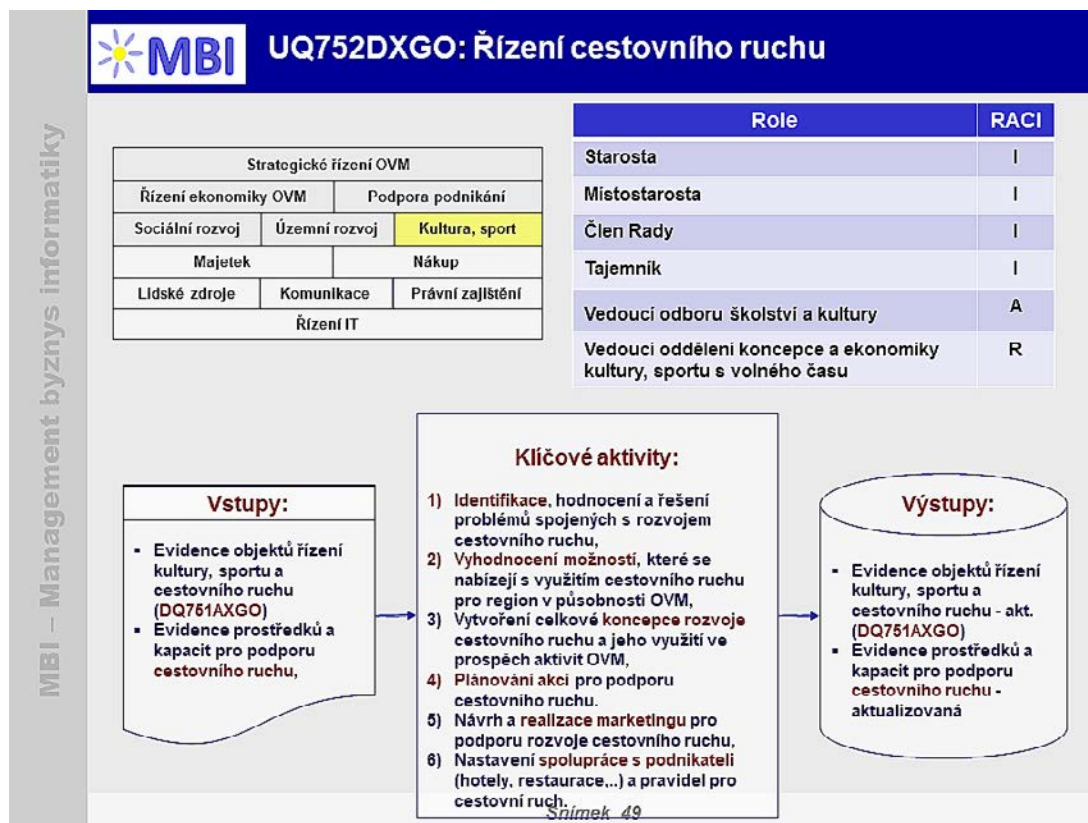 MBI – Management byznys informatiky
MBI
UQ752DXGO: Řízení cestovního ruchu
Strategické řízení OVM
Řízení ekonomiky OVM Podpora podnikání
Sociální rozvoj Územní rozvoj Kultura, sport
Majetek Nákup
Lidské zdroje Komunikace Právní zajištění
Řízení IT
Role RACI
Starosta I
Místostarosta I
Člen Rady I
Tajemník I
Vedoucí odboru školství a kultury A
Vedoucí oddělení koncepce a ekonomiky R
kultury, sportu s volného času
Vstupy:
▪ Evidence objektů řízení
kultury, sportu a
cestovního ruchu
(DQ751AXGO)
▪ Evidence prostředků a
kapacit pro podporu
cestovního ruchu,
Klíčové aktivity:
1) Identifikace, hodnocení a řešení
problémů spojených s rozvojem
cestovního ruchu,
2) Vyhodnocení možností, které se
nabízejí s využitím cestovního ruchu
pro region v působnosti OVM,
3) Vytvoření celkové koncepce rozvoje
cestovního ruchu a jeho využití ve
prospěch aktivit OVM,
4) Plánování akcí pro podporu
cestovního ruchu.
5) Návrh a realizace marketingu pro
podporu rozvoje cestovního ruchu,
6) Nastavení spolupráce s podnikateli
(hotely, restaurace,..) a pravidel pro
cestovní ruch.
Výstupy:
▪ Evidence objektů řízení
kultury, sportu a
cestovního ruchu - akt.
(DQ751AXGO)
▪ Evidence prostředků a
kapacit pro podporu
cestovního ruchu -
aktualizovaná
Snímek 49